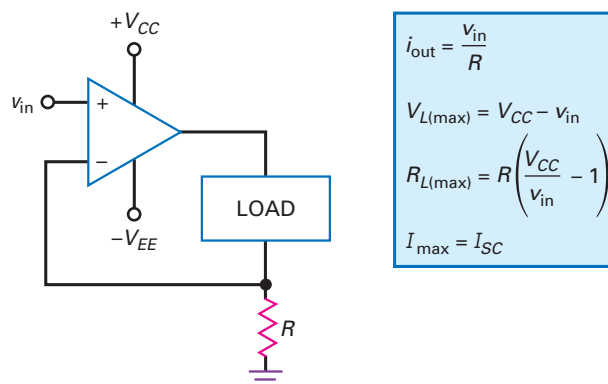 +V_CC
v_in
+
−
LOAD
−V_EE
R
i_out = v_in / R
V_L(max) = V_CC − v_in
R_L(max) = R (V_CC / v_in − 1)
I_max = I_SC